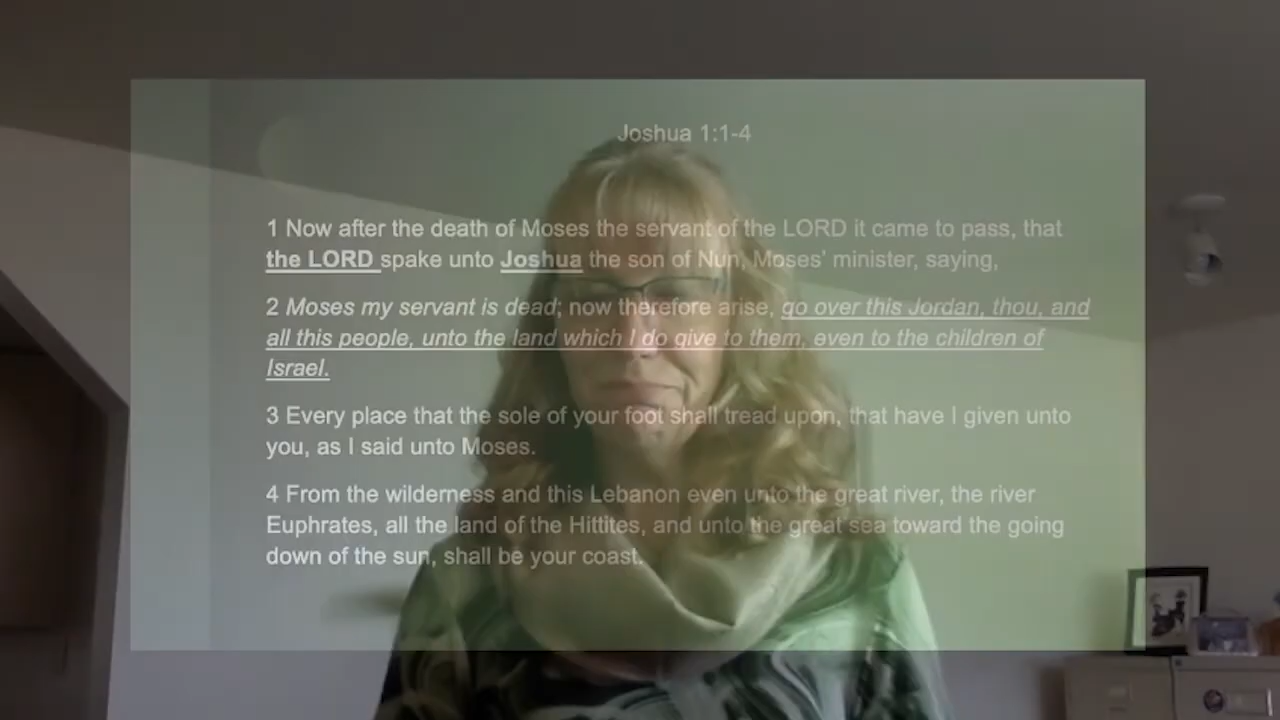 Joshua 1:1-4
1 Now after the death of Moses the servant of the LORD it came to pass, that
the LORD spake unto Joshua the son of Nun, Moses' minister, saying,
2 Moses my servant is dead; now therefore arise, go over this Jordan, thou, and
all this people, unto the land which I do give to them, even to the children of
Israel.
3 Every place that the sole of your foot shall tread upon, that have I given unto
you, as I said unto Moses.
4 From the wilderness and this Lebanon even unto the great river, the river
Euphrates, all the land of the Hittites, and unto the great sea toward the going
down of the sun, shall be your coast.